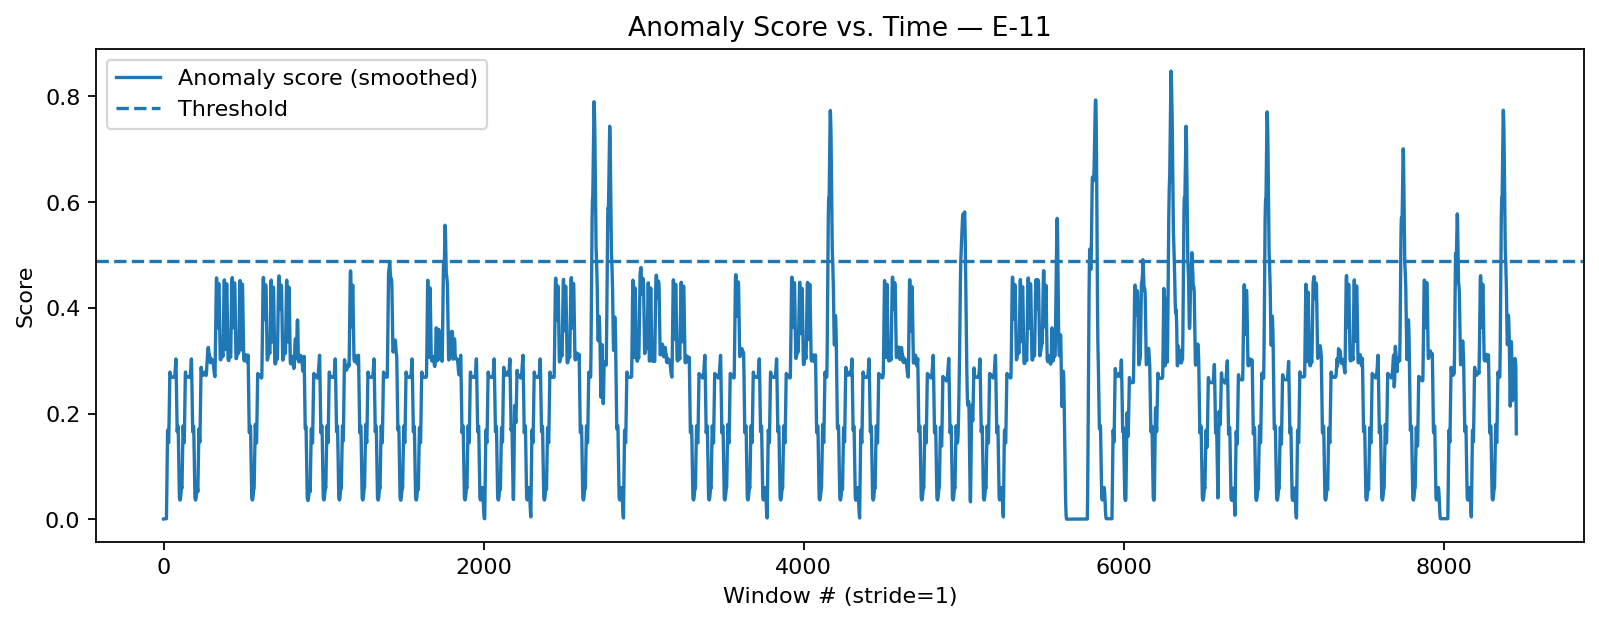 Anomaly Score vs. Time — E-11
Anomaly score (smoothed)
Threshold
Score
0.8
0.6
0.4
0.2
0.0
0 2000 4000 6000 8000
Window # (stride=1)